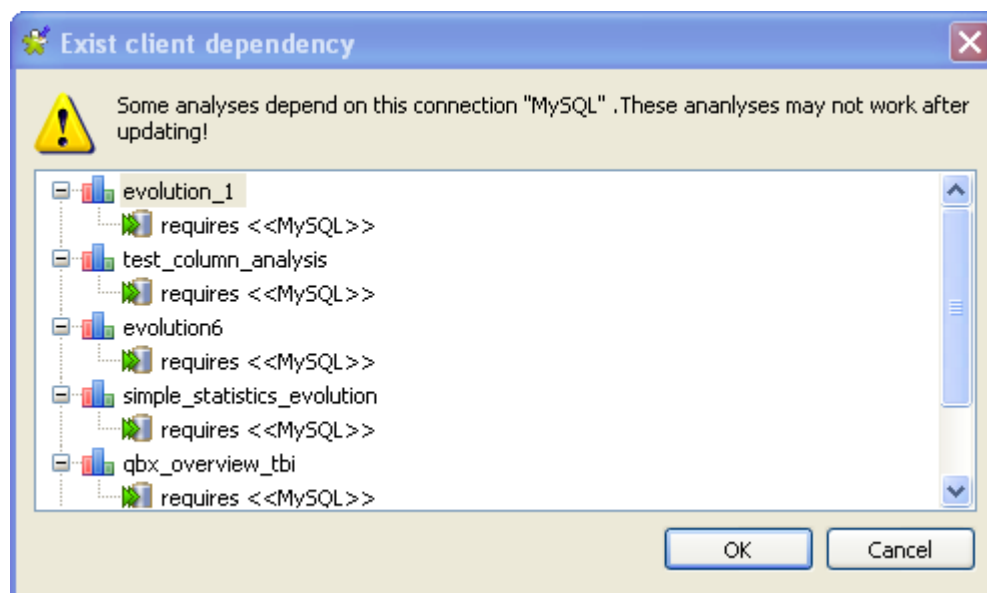 Exist client dependency
Some analyses depend on this connection "MySQL" .These ananlyses may not work after
updating!
evolution_1
requires <<MySQL>>
test_column_analysis
requires <<MySQL>>
evolution6
requires <<MySQL>>
simple_statistics_evolution
requires <<MySQL>>
qbx_overview_tbi
requires <<MySQL>>
OK
Cancel